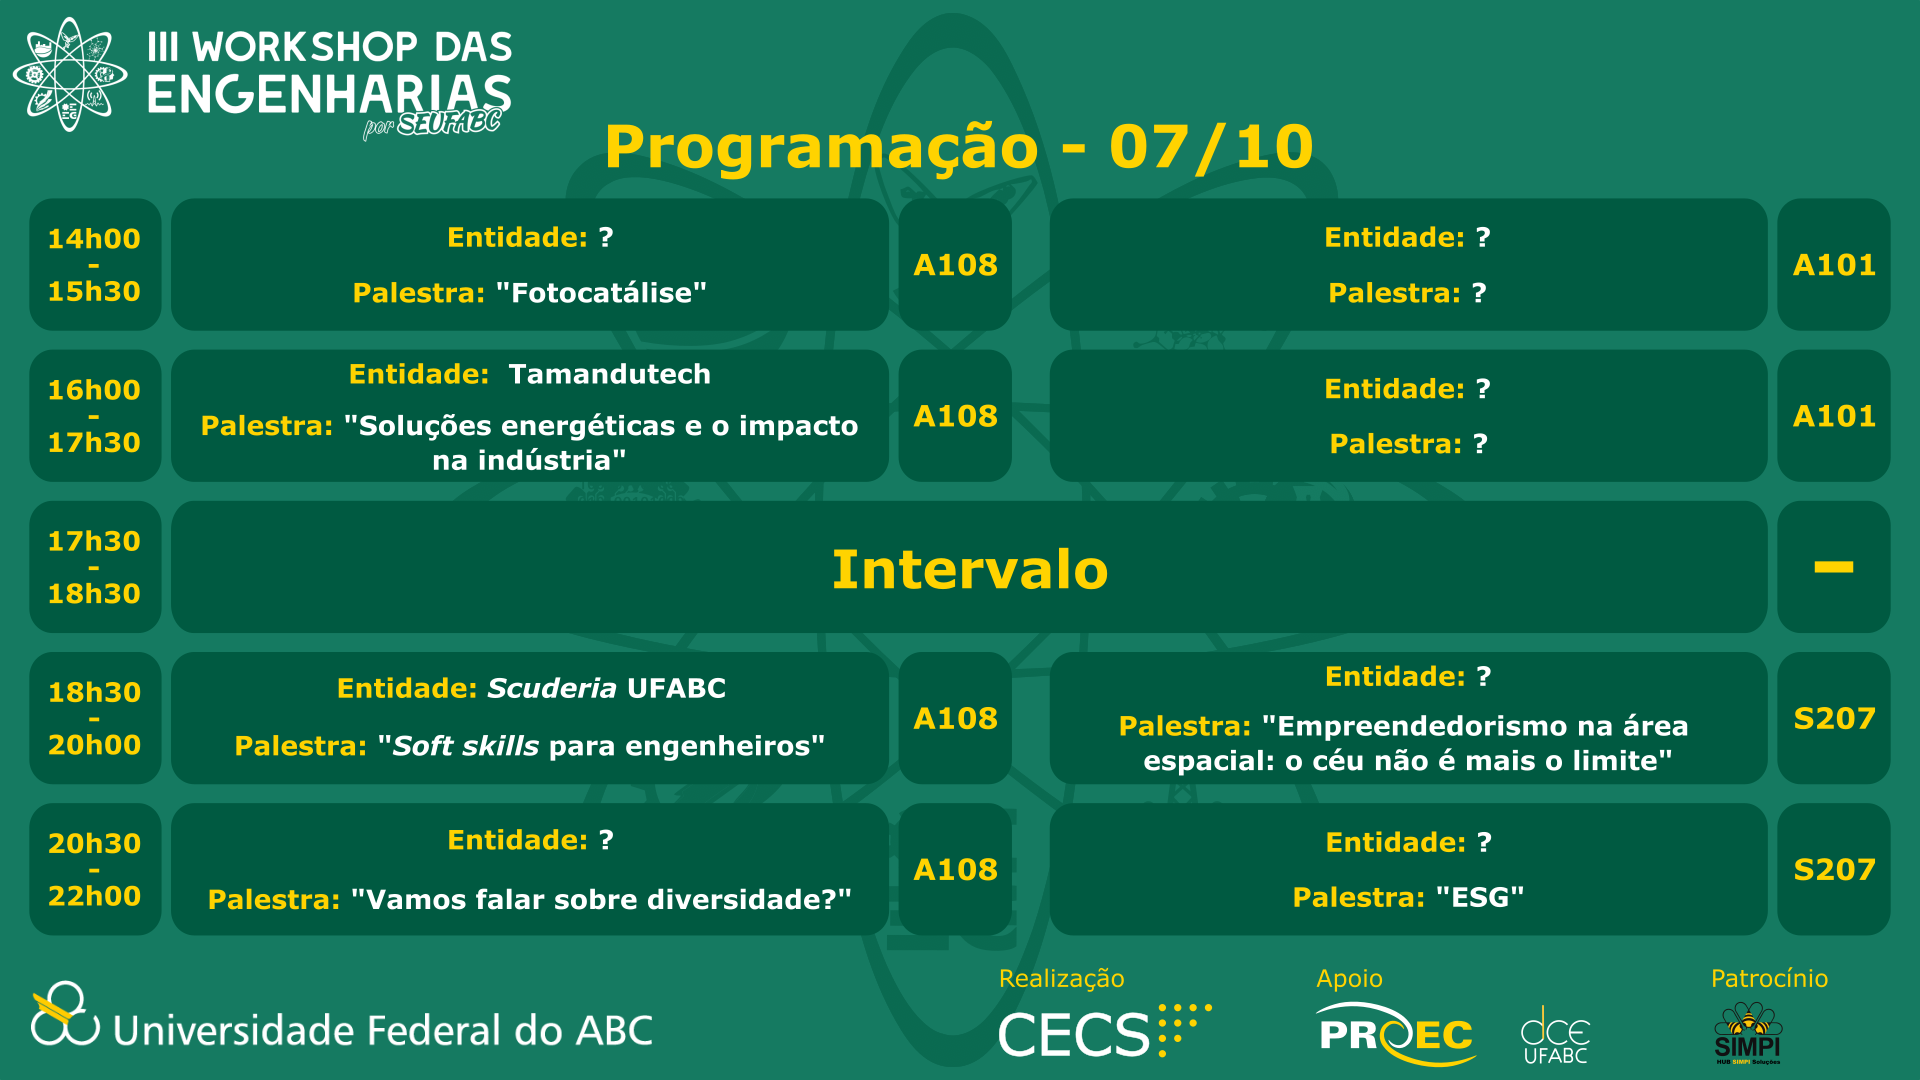 III WORKSHOP DAS
ENGENHARIAS
por SEUFABC
Programação - 07/10
14h00
-
15h30
Entidade: ?
Palestra: "Fotocatálise"
A108
Entidade: ?
Palestra: ?
A101
16h00
-
17h30
Entidade: Tamandutech
Palestra: "Soluções energéticas e o impacto
na indústria"
A108
Entidade: ?
Palestra: ?
A101
17h30
-
18h30
Intervalo
-
18h30
-
20h00
Entidade: Scuderia UFABC
Palestra: "Soft skills para engenheiros"
A108
Entidade: ?
Palestra: "Empreendedorismo na área
espacial: o céu não é mais o limite"
S207
20h30
-
22h00
Entidade: ?
Palestra: "Vamos falar sobre diversidade?"
A108
Entidade: ?
Palestra: "ESG"
S207
Universidade Federal do ABC
Realização
CECS
Apoio
PROEC
dce
UFABC
Patrocínio
SIMPI
HUB SIMPI Soluções